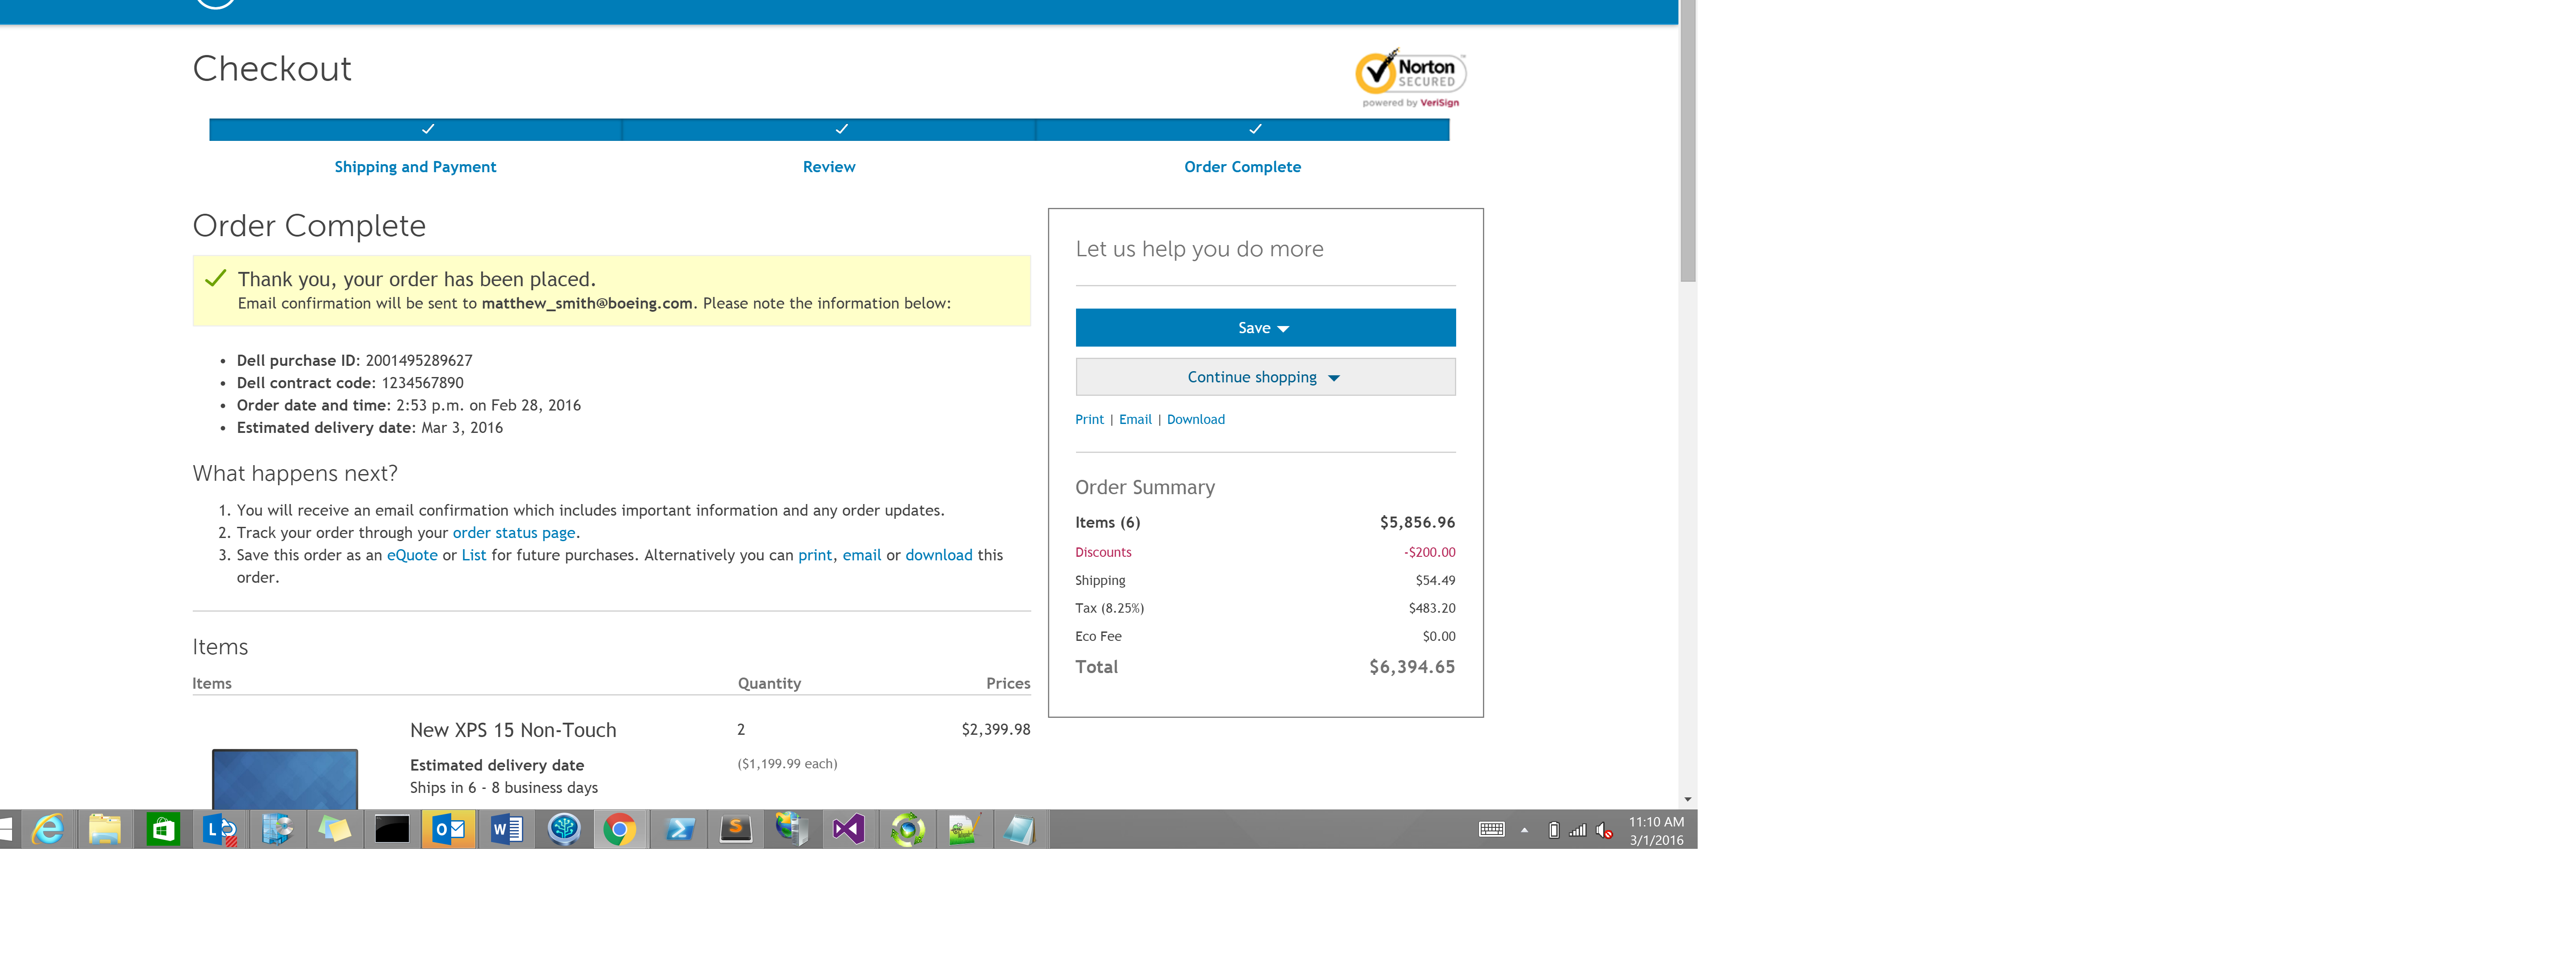 Checkout
Norton
SECURED
powered by VeriSign
Shipping and Payment
Review
Order Complete
Order Complete
Thank you, your order has been placed.
Email confirmation will be sent to matthew_smith@boeing.com. Please note the information below:
• Dell purchase ID: 2001495289627
• Dell contract code: 1234567890
• Order date and time: 2:53 p.m. on Feb 28, 2016
• Estimated delivery date: Mar 3, 2016
What happens next?
1. You will receive an email confirmation which includes important information and any order updates.
2. Track your order through your order status page.
3. Save this order as an eQuote or List for future purchases. Alternatively you can print, email or download this
order.
Items
Items Quantity Prices
New XPS 15 Non-Touch 2 $2,399.98
Estimated delivery date ($1,199.99 each)
Ships in 6 - 8 business days
Let us help you do more
Save
Continue shopping
Print | Email | Download
Order Summary
Items (6) $5,856.96
Discounts -$200.00
Shipping $54.49
Tax (8.25%) $483.20
Eco Fee $0.00
Total $6,394.65
11:10 AM
3/1/2016